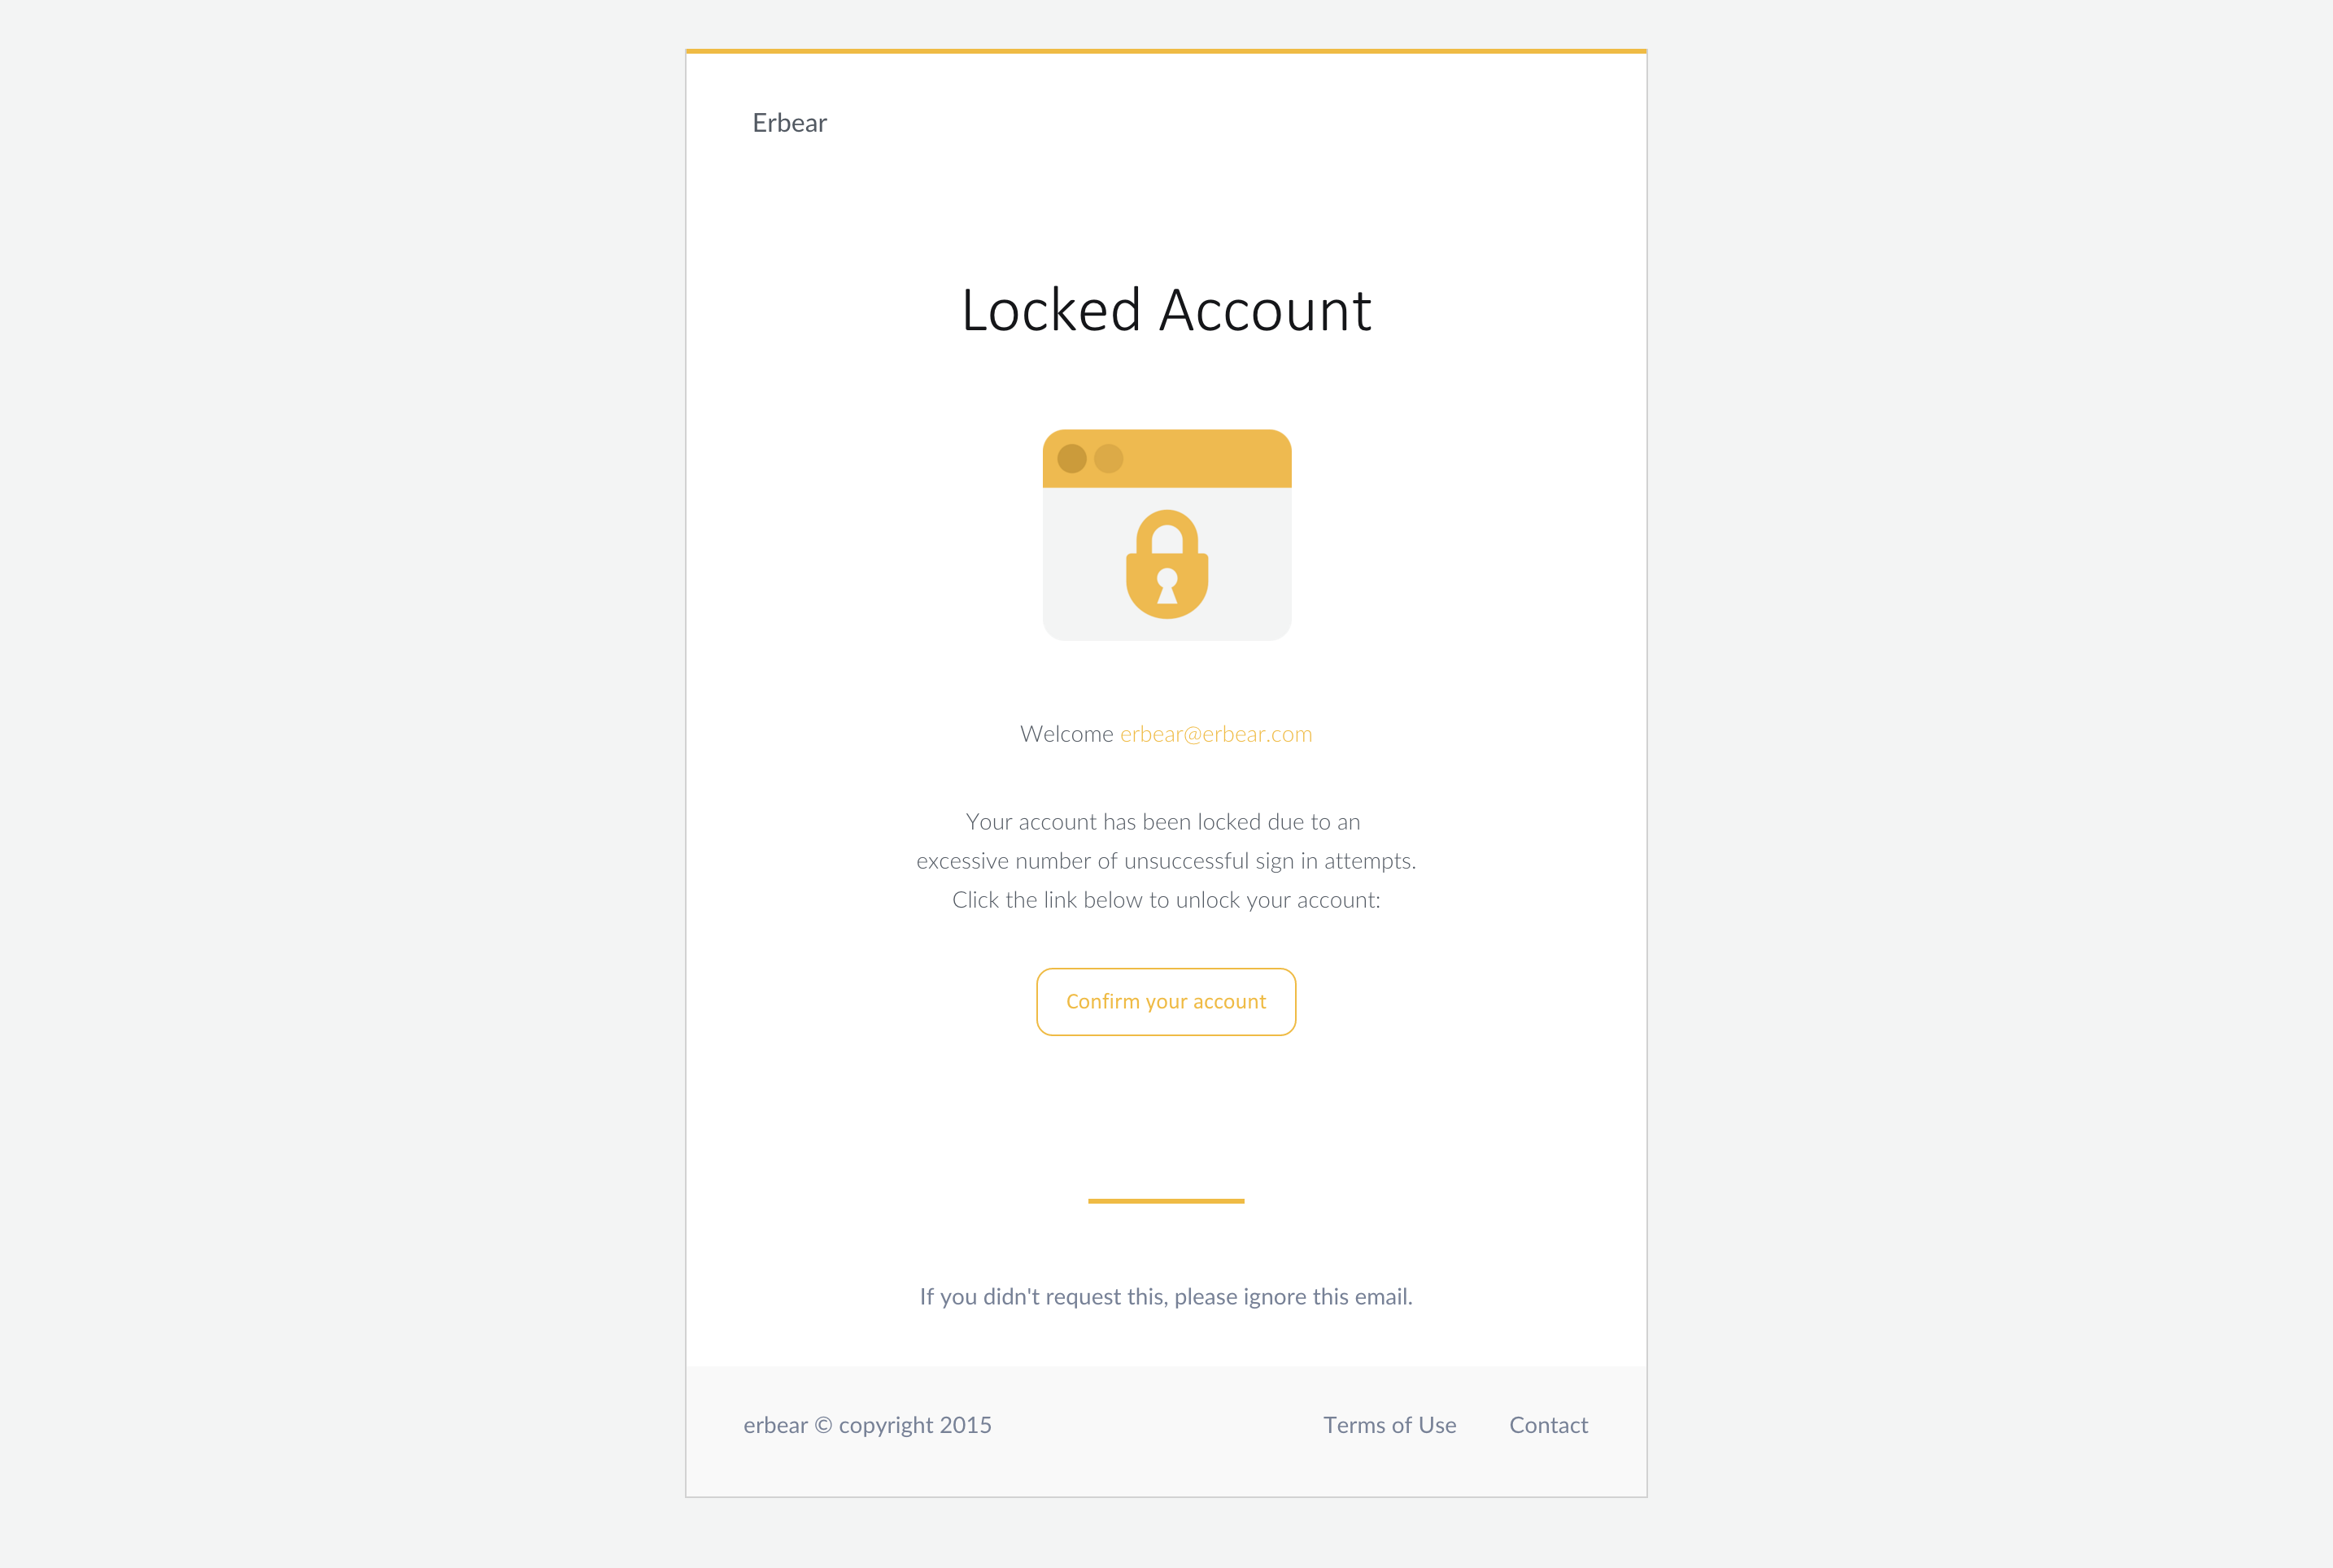 Erbear
Locked Account
Welcome erbear@erbear.com
Your account has been locked due to an
excessive number of unsuccessful sign in attempts.
Click the link below to unlock your account:
Confirm your account
If you didn't request this, please ignore this email.
erbear © copyright 2015
Terms of Use
Contact